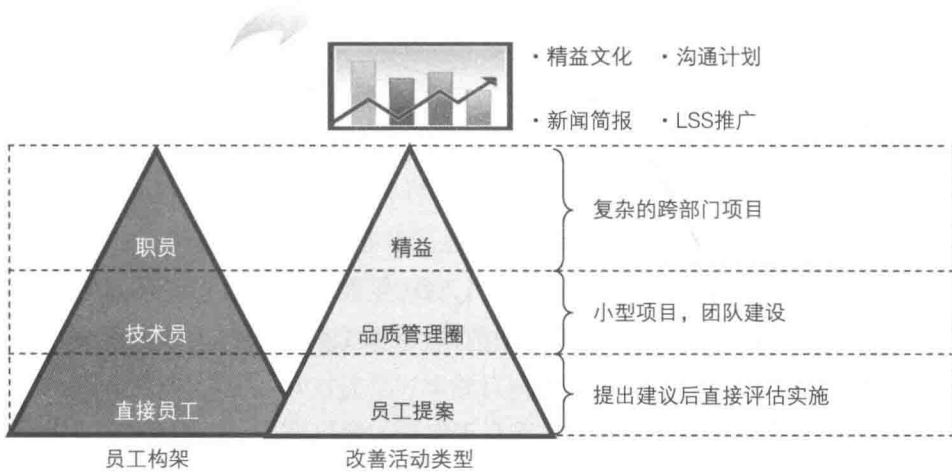 ·精益文化 ·沟通计划
·新闻简报 ·LSS推广
职员 精益 复杂的跨部门项目
技术员 品质管理圈 小型项目，团队建设
直接员工 员工提案 提出建议后直接评估实施
员工构架 改善活动类型